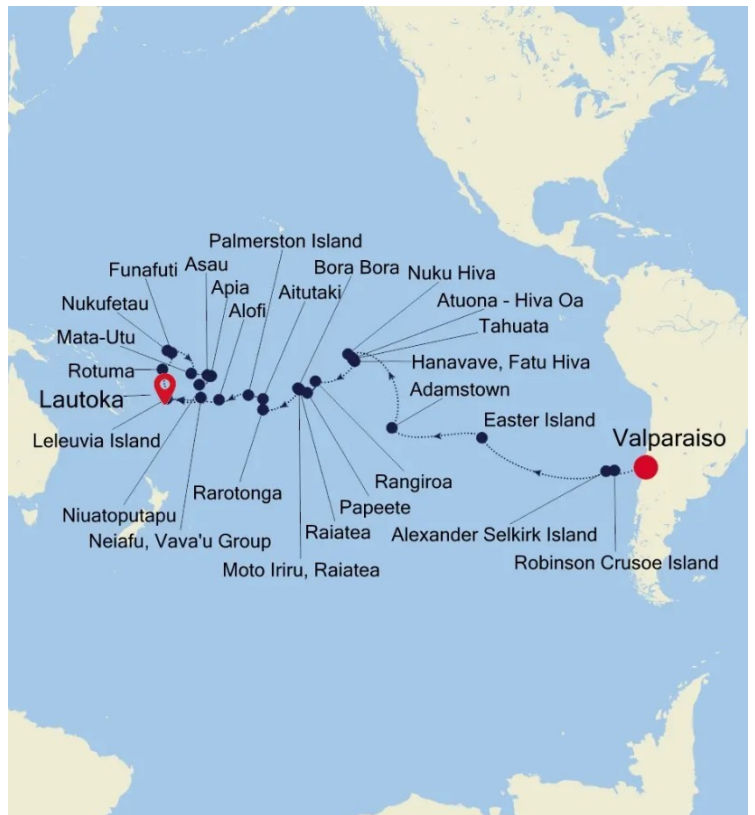 Palmerston Island
Funafuti
Asau
Bora Bora
Nuku Hiva
Apia
Aitutaki
Nukufetau
Alofi
Atuona - Hiva Oa
Tahuata
Mata-Utu
Hanavave, Fatu Hiva
Rotuma
Adamstown
Lautoka
Easter Island
Leleuvia Island
Valparaiso
Rangiroa
Rarotonga
Papeete
Niuatoputapu
Raiatea
Alexander Selkirk Island
Neiafu, Vava'u Group
Robinson Crusoe Island
Moto Iriru, Raiatea